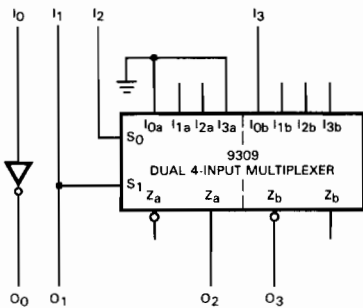 I0 I1 I2 I3
I0a I1a I2a I3a I0b I1b I2b I3b
S0
9309
DUAL 4-INPUT MULTIPLEXER
S1
Za Za Zb Zb
O0 O1 O2 O3